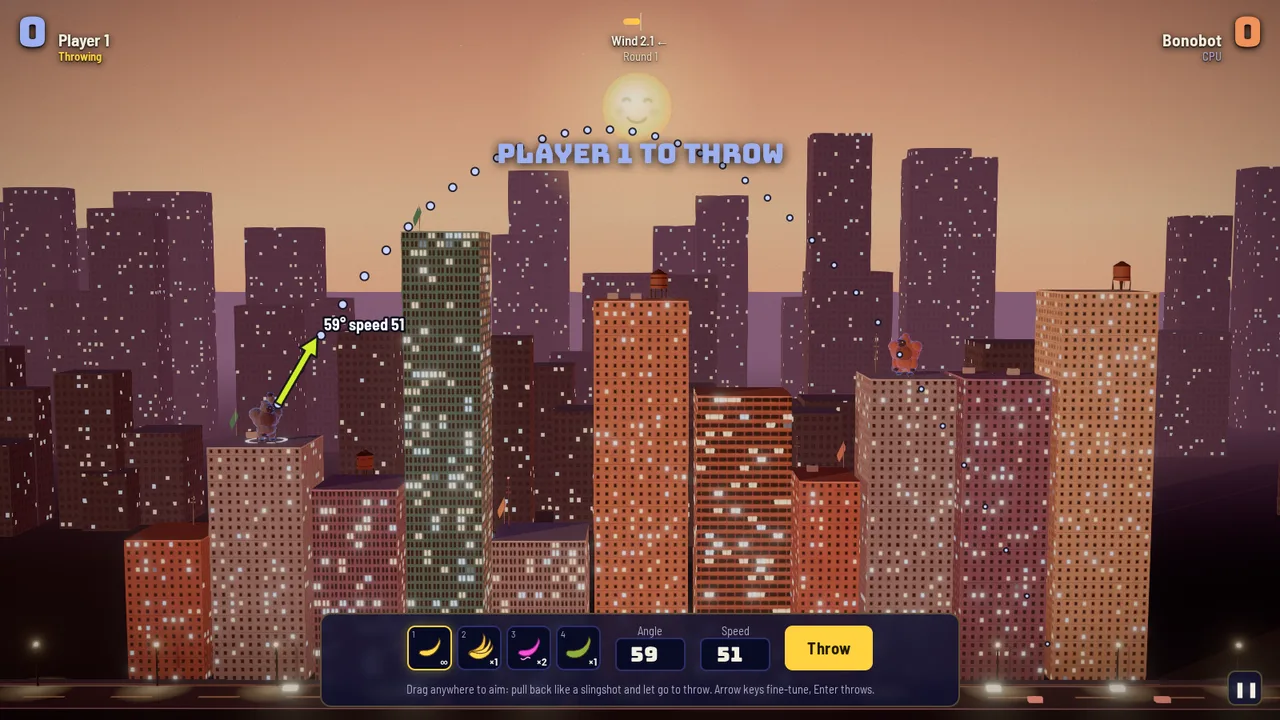 0
Player 1
Throwing
Wind 2.1 ←
Round 1
Bonobot
CPU
0
PLAYER 1 TO THROW
59° speed 51
1
∞
2
×1
3
×2
4
×1
Angle
59
Speed
51
Throw
Drag anywhere to aim: pull back like a slingshot and let go to throw. Arrow keys fine-tune, Enter throws.